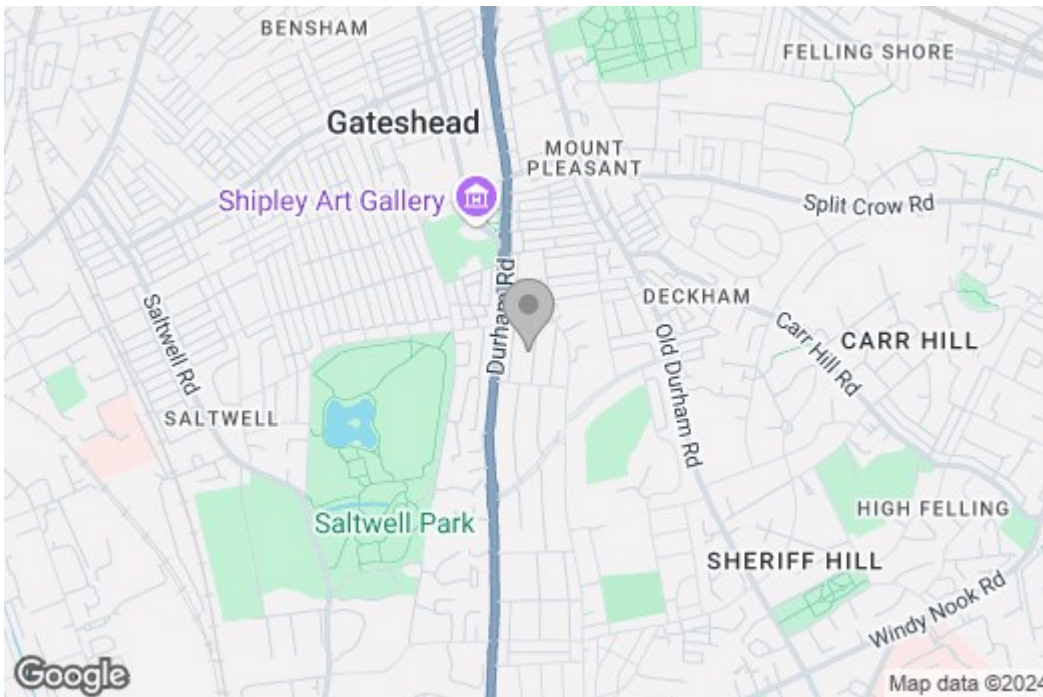 BENSHAM
FELLING SHORE
Gateshead
MOUNT
PLEASANT
Shipley Art Gallery
Split Crow Rd
Durham Rd
DECKHAM
Saltwell Rd
Old Durham Rd
Carr Hill Rd
CARR HILL
SALTWELL
HIGH FELLING
Saltwell Park
SHERIFF HILL
Windy Nook Rd
Google
Map data ©2024